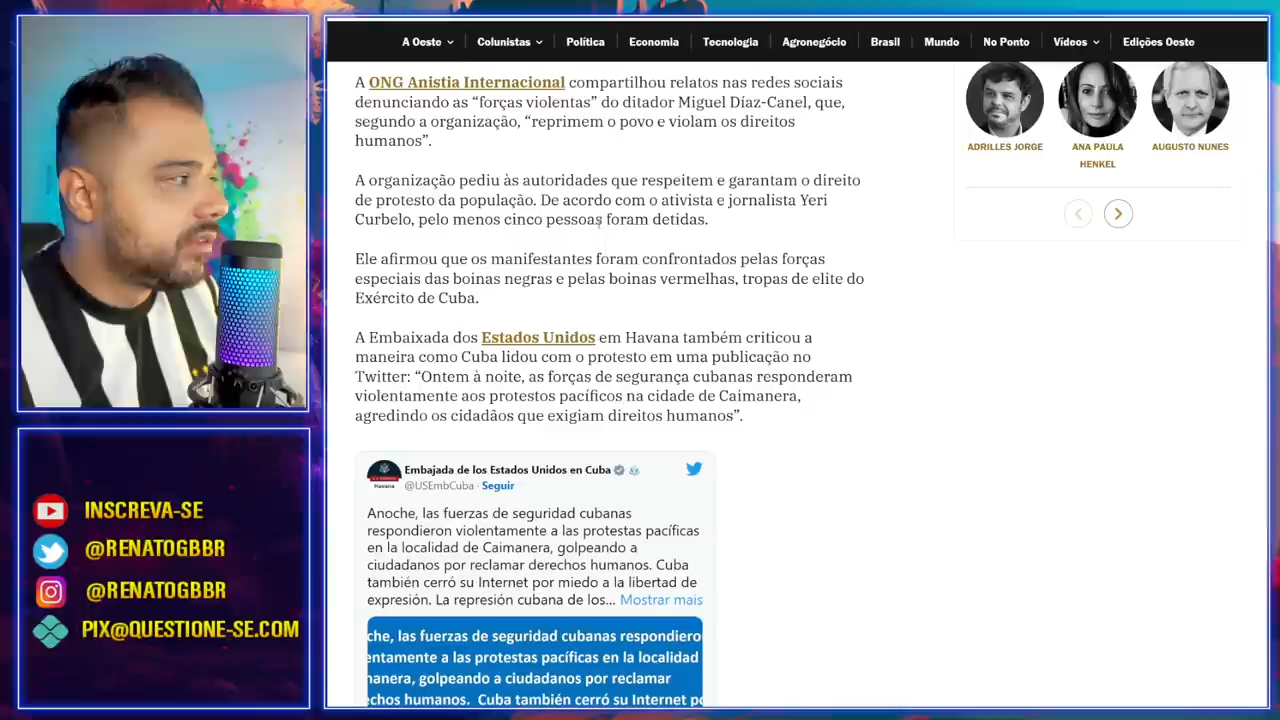 A Oeste
Colunistas
Política
Economia
Tecnologia
Agronegócio
Brasil
Mundo
No Ponto
Vídeos
Edições Oeste
A ONG Anistia Internacional compartilhou relatos nas redes sociais
denunciando as “forças violentas” do ditador Miguel Díaz-Canel, que,
segundo a organização, “reprimem o povo e violam os direitos
humanos”.
A organização pediu às autoridades que respeitem e garantam o direito
de protesto da população. De acordo com o ativista e jornalista Yeri
Curbelo, pelo menos cinco pessoas foram detidas.
Ele afirmou que os manifestantes foram confrontados pelas forças
especiais das boinas negras e pelas boinas vermelhas, tropas de elite do
Exército de Cuba.
A Embaixada dos Estados Unidos em Havana também criticou a
maneira como Cuba lidou com o protesto em uma publicação no
Twitter: “Ontem à noite, as forças de segurança cubanas responderam
violentamente aos protestos pacíficos na cidade de Caimanera,
agredindo os cidadãos que exigiam direitos humanos”.
Embajada de los Estados Unidos en Cuba
@USEmbCuba · Seguir
Havana
Anoche, las fuerzas de seguridad cubanas
respondieron violentamente a las protestas pacíficas
en la localidad de Caimanera, golpeando a
ciudadanos por reclamar derechos humanos. Cuba
también cerró su Internet por miedo a la libertad de
expresión. La represión cubana de los... Mostrar mais
che, las fuerzas de seguridad cubanas respondiero
entamente a las protestas pacíficas en la localidad
manera, golpeando a ciudadanos por reclamar
echos humanos. Cuba también cerró su Internet po
ADRILLES JORGE
ANA PAULA
HENKEL
AUGUSTO NUNES
INSCREVA-SE
@RENATOGBBR
@RENATOGBBR
PIX@QUESTIONE-SE.COM